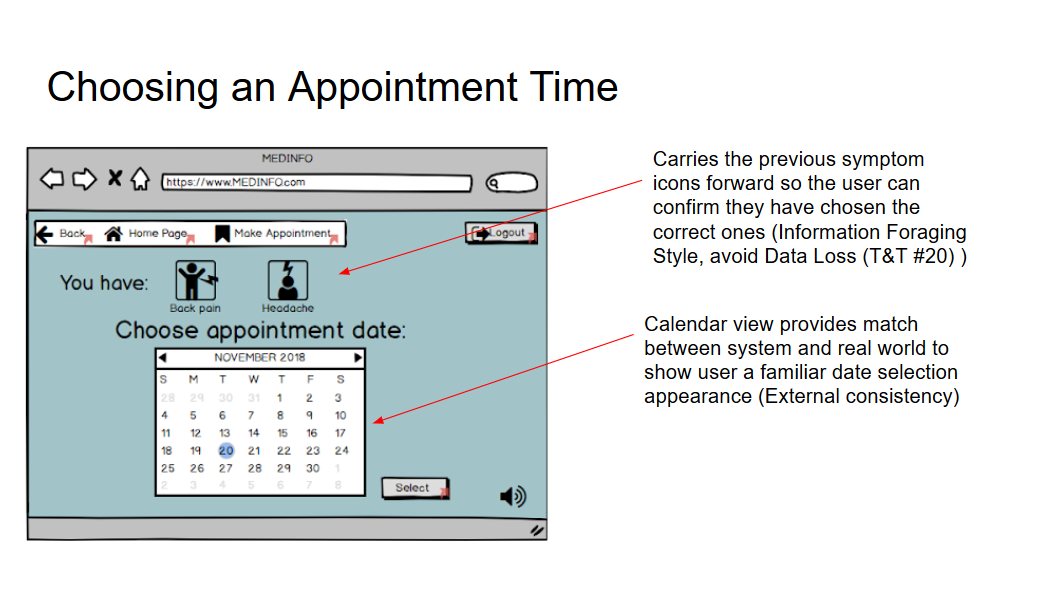 Choosing an Appointment Time
MEDINFO
https://www.MEDINFO.com
Back
Home Page
Make Appointment
Logout
You have:
Back pain
Headache
Choose appointment date:
NOVEMBER 2018
S M T W T F S
28 29 30 31 1 2 3
4 5 6 7 8 9 10
11 12 13 14 15 16 17
18 19 20 21 22 23 24
25 26 27 28 29 30 1
2 3 4 5 6 7 8
Select
Carries the previous symptom
icons forward so the user can
confirm they have chosen the
correct ones (Information Foraging
Style, avoid Data Loss (T&T #20) )
Calendar view provides match
between system and real world to
show user a familiar date selection
appearance (External consistency)